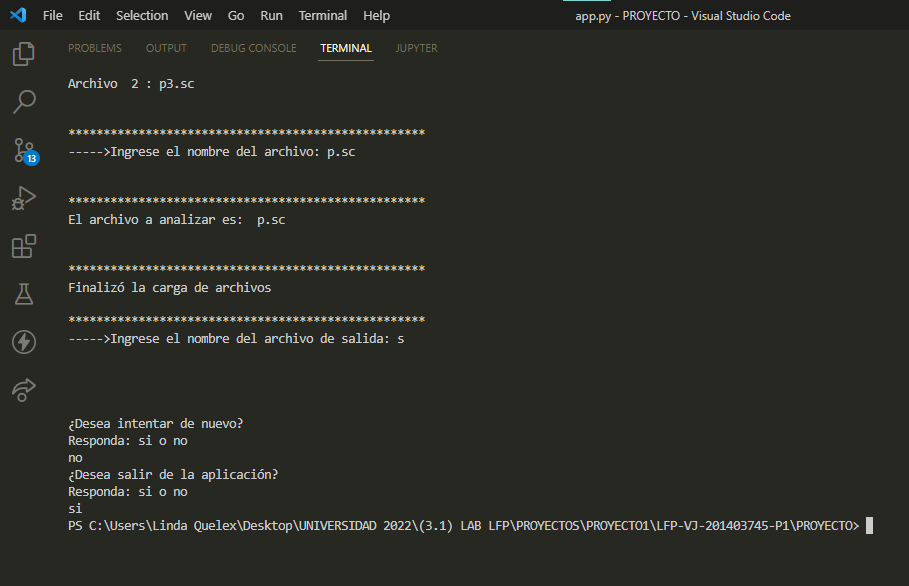 File Edit Selection View Go Run Terminal Help app.py - PROYECTO - Visual Studio Code
PROBLEMS OUTPUT DEBUG CONSOLE TERMINAL JUPYTER
Archivo  2 : p3.sc
***************************************************
----->Ingrese el nombre del archivo: p.sc
***************************************************
El archivo a analizar es:  p.sc
***************************************************
Finalizó la carga de archivos
***************************************************
----->Ingrese el nombre del archivo de salida: s
¿Desea intentar de nuevo?
Responda: si o no
no
¿Desea salir de la aplicación?
Responda: si o no
si
PS C:\Users\Linda Quelex\Desktop\UNIVERSIDAD 2022\(3.1) LAB LFP\PROYECTOS\PROYECTO1\LFP-VJ-201403745-P1\PROYECTO>
13